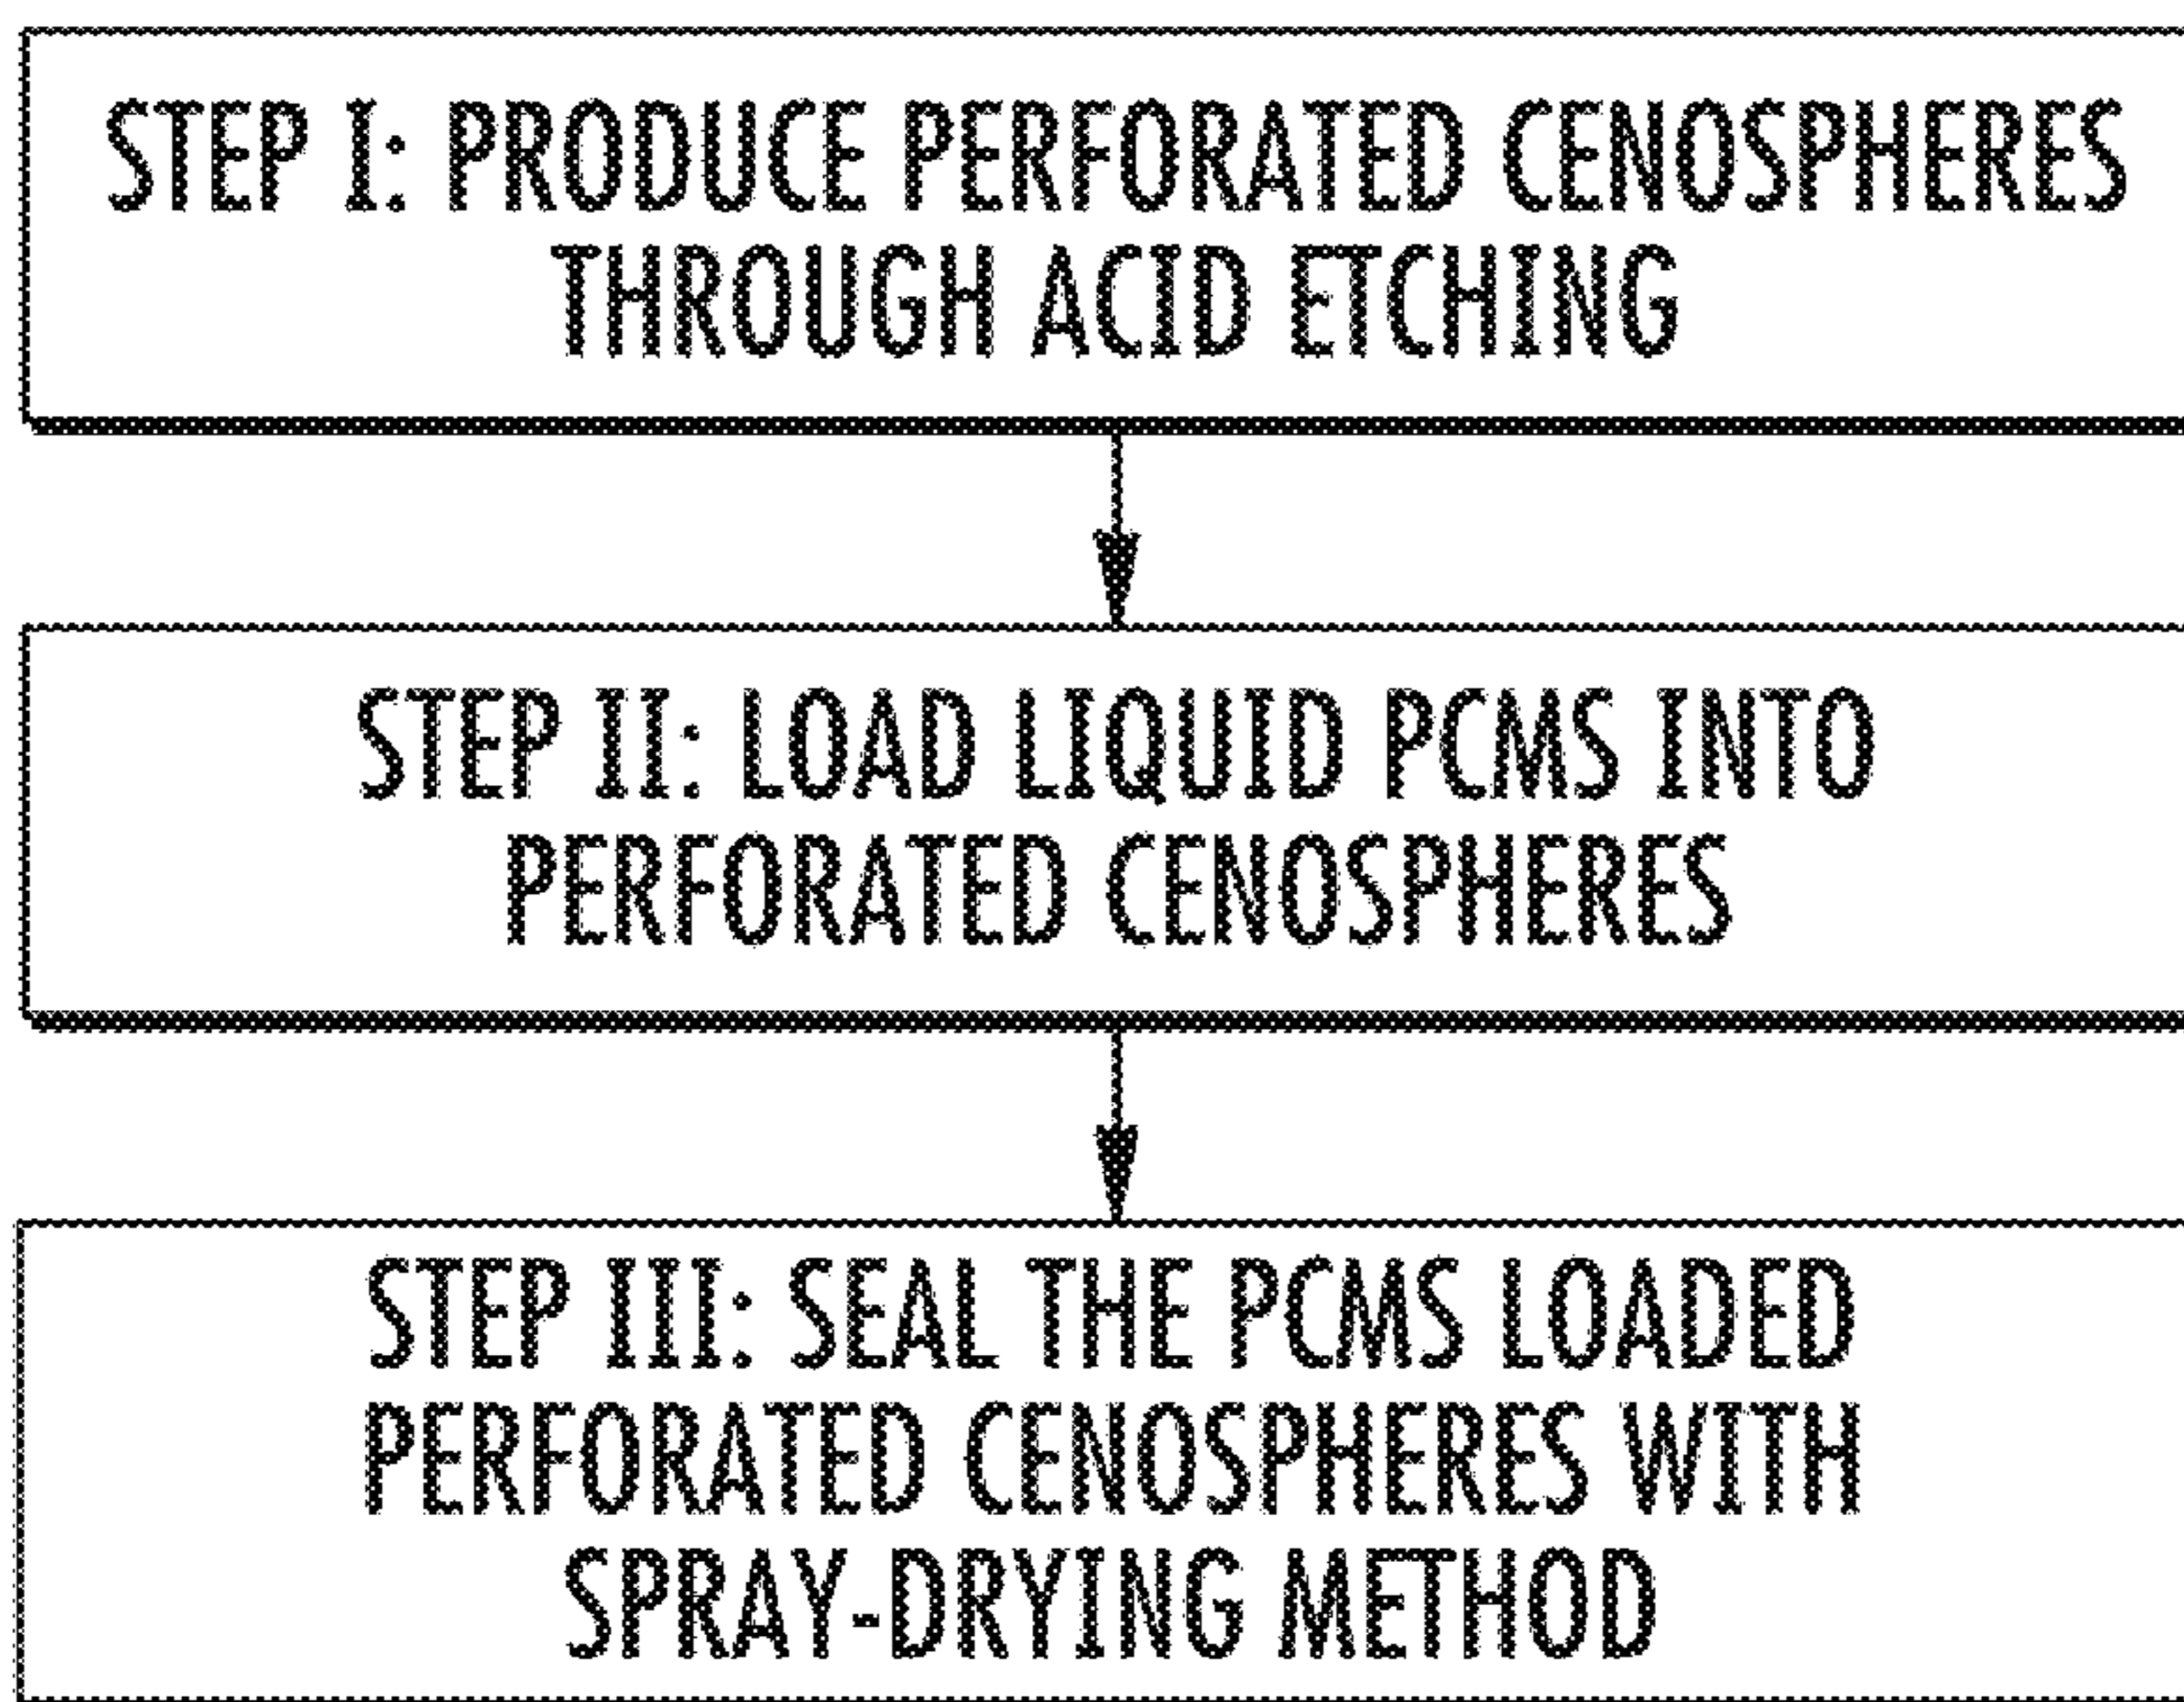 STEP I: PRODUCE PERFORATED CENOSPHERES
THROUGH ACID ETCHING
STEP II: LOAD LIQUID PCMS INTO
PERFORATED CENOSPHERES
STEP III: SEAL THE PCMS LOADED
PERFORATED CENOSPHERES WITH
SPRAY-DRYING METHOD